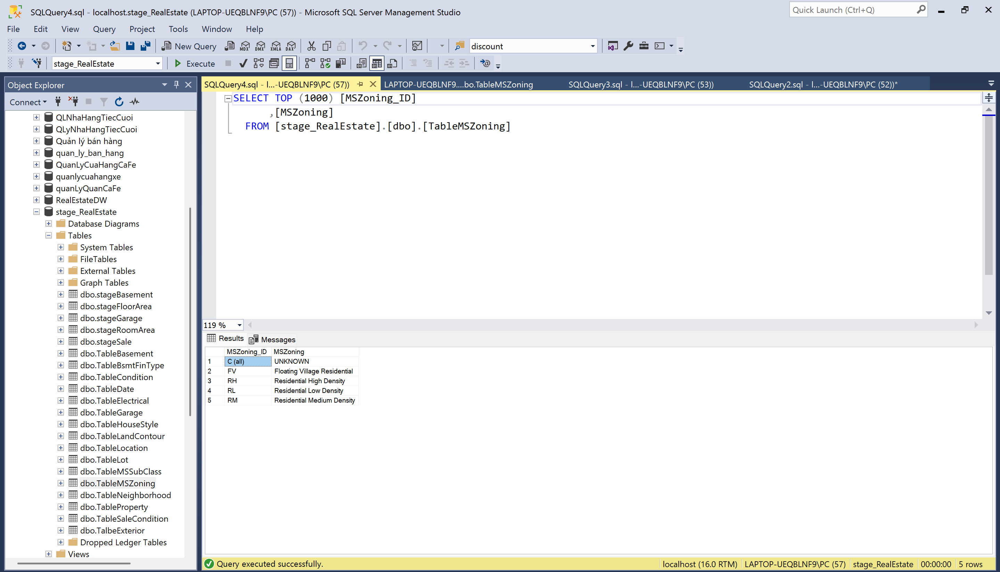 SQLQuery4.sql - localhost.stage_RealEstate (LAPTOP-UEQBLNF9\PC (57)) - Microsoft SQL Server Management Studio
Quick Launch (Ctrl+Q)
File Edit View Query Project Tools Window Help
New Query MDX DMX XMLA DAX discount
stage_RealEstate Execute
Object Explorer
Connect
QLNhaHangTiecCuoi
QLyNhaHangTiecCuoi
Quản lý bán hàng
quan_ly_ban_hang
QuanLyCuaHangCaFe
quanlycuahangxe
quanLyQuanCaFe
RealEstateDW
stage_RealEstate
Database Diagrams
Tables
System Tables
FileTables
External Tables
Graph Tables
dbo.stageBasement
dbo.stageFloorArea
dbo.stageGarage
dbo.stageRoomArea
dbo.stageSale
dbo.TableBasement
dbo.TableBsmtFinType
dbo.TableCondition
dbo.TableDate
dbo.TableElectrical
dbo.TableGarage
dbo.TableHouseStyle
dbo.TableLandContour
dbo.TableLocation
dbo.TableLot
dbo.TableMSSubClass
dbo.TableMSZoning
dbo.TableNeighborhood
dbo.TableProperty
dbo.TableSaleCondition
dbo.TalbeExterior
Dropped Ledger Tables
Views
SQLQuery4.sql - l...-UEQBLNF9\PC (57)) LAPTOP-UEQBLNF9....bo.TableMSZoning SQLQuery3.sql - l...-UEQBLNF9\PC (53)) SQLQuery2.sql - l...-UEQBLNF9\PC (52))*
SELECT TOP (1000) [MSZoning_ID]
,[MSZoning]
FROM [stage_RealEstate].[dbo].[TableMSZoning]
119 %
Results Messages
MSZoning_ID MSZoning
1 C (all) UNKNOWN
2 FV Floating Village Residential
3 RH Residential High Density
4 RL Residential Low Density
5 RM Residential Medium Density
Query executed successfully. localhost (16.0 RTM) LAPTOP-UEQBLNF9\PC (57) stage_RealEstate 00:00:00 5 rows